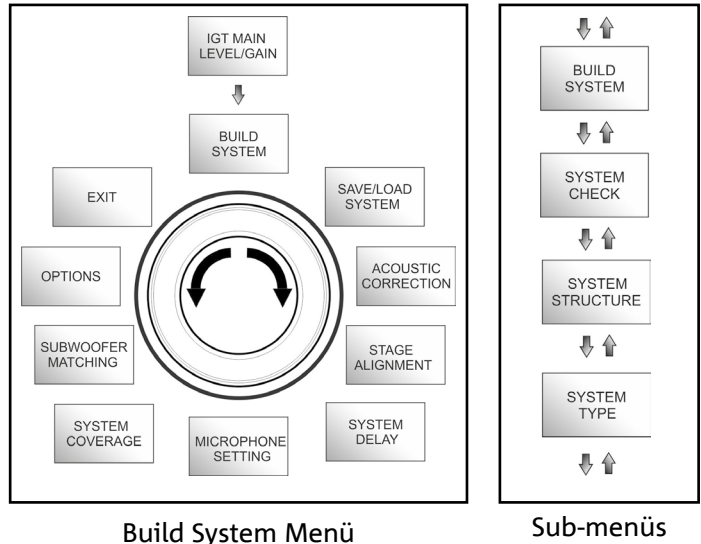 IGT MAIN
LEVEL/GAIN
BUILD
SYSTEM
SAVE/LOAD
SYSTEM
ACOUSTIC
CORRECTION
STAGE
ALIGNMENT
SYSTEM
DELAY
MICROPHONE
SETTING
SYSTEM
COVERAGE
SUBWOOFER
MATCHING
OPTIONS
EXIT
Build System Menü
BUILD
SYSTEM
SYSTEM
CHECK
SYSTEM
STRUCTURE
SYSTEM
TYPE
Sub-menüs